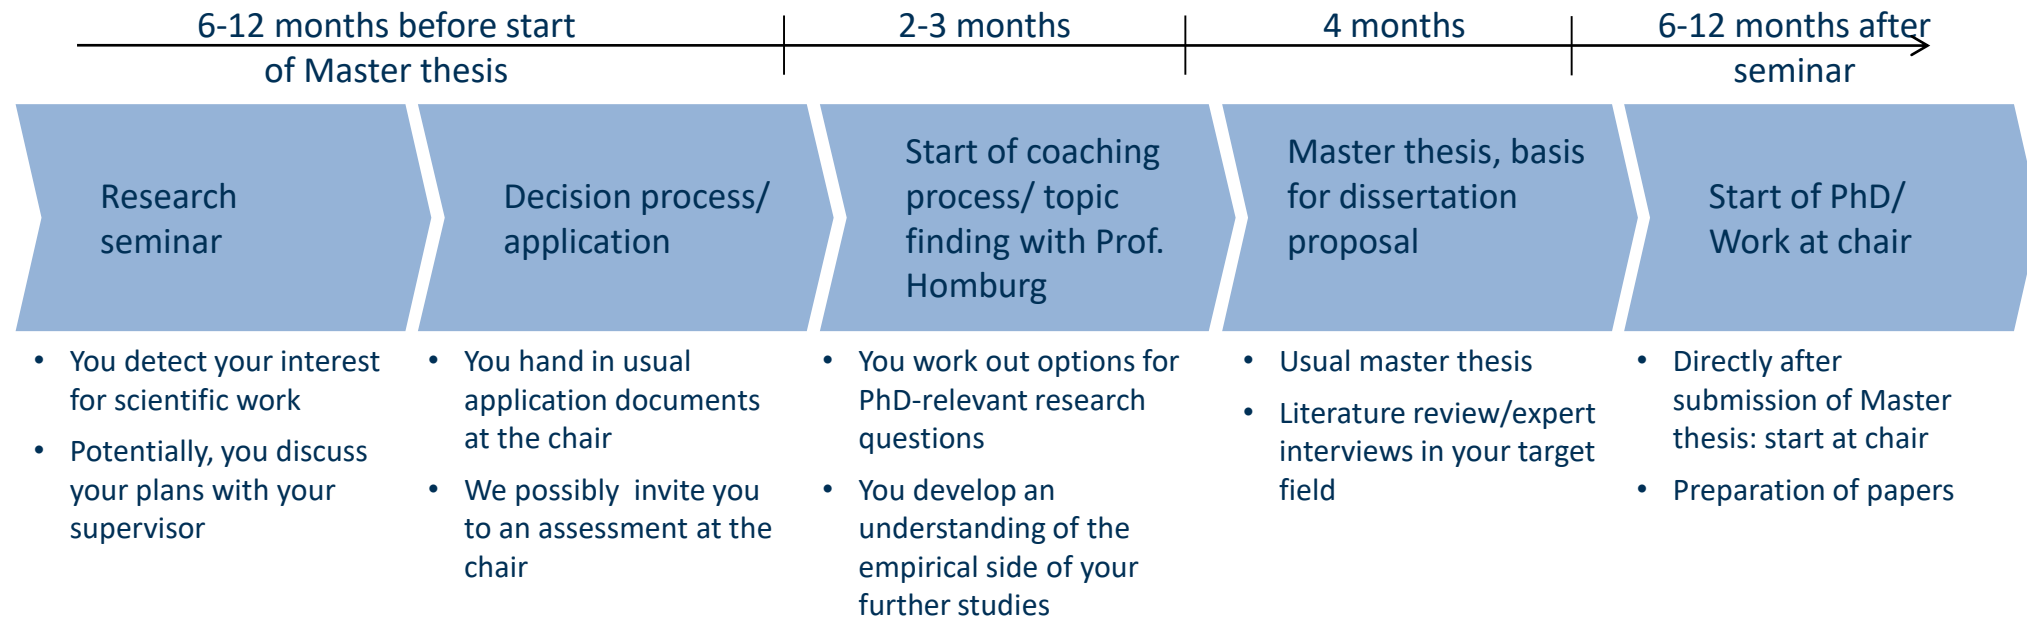 6-12 months before start
of Master thesis
2-3 months
4 months
6-12 months after
seminar
Research
seminar
Decision process/
application
Start of coaching
process/ topic
finding with Prof.
Homburg
Master thesis, basis
for dissertation
proposal
Start of PhD/
Work at chair
• You detect your interest
for scientific work
• Potentially, you discuss
your plans with your
supervisor
• You hand in usual
application documents
at the chair
• We possibly  invite you
to an assessment at the
chair
• You work out options for
PhD-relevant research
questions
• You develop an
understanding of the
empirical side of your
further studies
• Usual master thesis
• Literature review/expert
interviews in your target
field
• Directly after
submission of Master
thesis: start at chair
• Preparation of papers